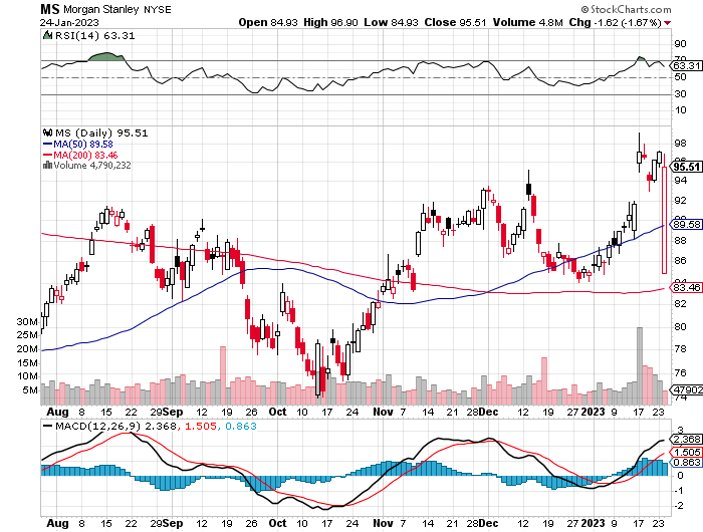 MS Morgan Stanley NYSE © StockCharts.com
24-Jan-2023 Open 84.93 High 96.90 Low 84.93 Close 95.51 Volume 4.8M Chg -1.62 (-1.67%)
RSI(14) 63.31
90
70
63.31
50
30
10
MS (Daily) 95.51
MA(50) 89.58
MA(200) 83.46
Volume 4,790,232
98
95.51
94
92
89.58
88
86
84
83.46
82
80
78
76
74
30M
25M
20M
15M
10M
5M
47902
Aug 8 15 22 29 Sep 12 19 26 Oct 10 17 24 Nov 7 14 21 28 Dec 12 19 27 2023 9 17 23
MACD(12,26,9) 2.368, 1.505, 0.863
3
2.368
1.505
0.863
0
-1
-2
Aug 8 15 22 29 Sep 12 19 26 Oct 10 17 24 Nov 7 14 21 28 Dec 12 19 27 2023 9 17 23